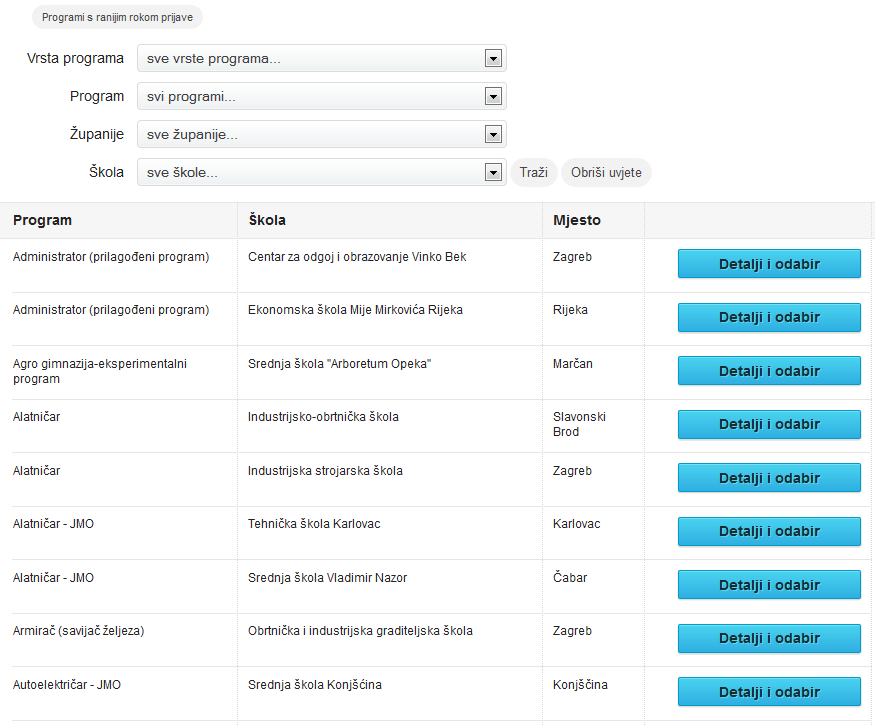 Programi s ranijim rokom prijave
Vrsta programa sve vrste programa...
Program svi programi...
Županije sve županije...
Škola sve škole... Traži Obriši uvjete
Program Škola Mjesto
Administrator (prilagođeni program) Centar za odgoj i obrazovanje Vinko Bek Zagreb Detalji i odabir
Administrator (prilagođeni program) Ekonomska škola Mije Mirkovića Rijeka Rijeka Detalji i odabir
Agro gimnazija-eksperimentalni
program
Srednja škola "Arboretum Opeka" Marčan Detalji i odabir
Alatničar Industrijsko-obrtnička škola
Slavonski
Brod
Detalji i odabir
Alatničar Industrijska strojarska škola Zagreb Detalji i odabir
Alatničar - JMO Tehnička škola Karlovac Karlovac Detalji i odabir
Alatničar - JMO Srednja škola Vladimir Nazor Čabar Detalji i odabir
Armirač (savijač željeza) Obrtnička i industrijska graditeljska škola Zagreb Detalji i odabir
Autoelektričar - JMO Srednja škola Konjšćina Konjščina Detalji i odabir